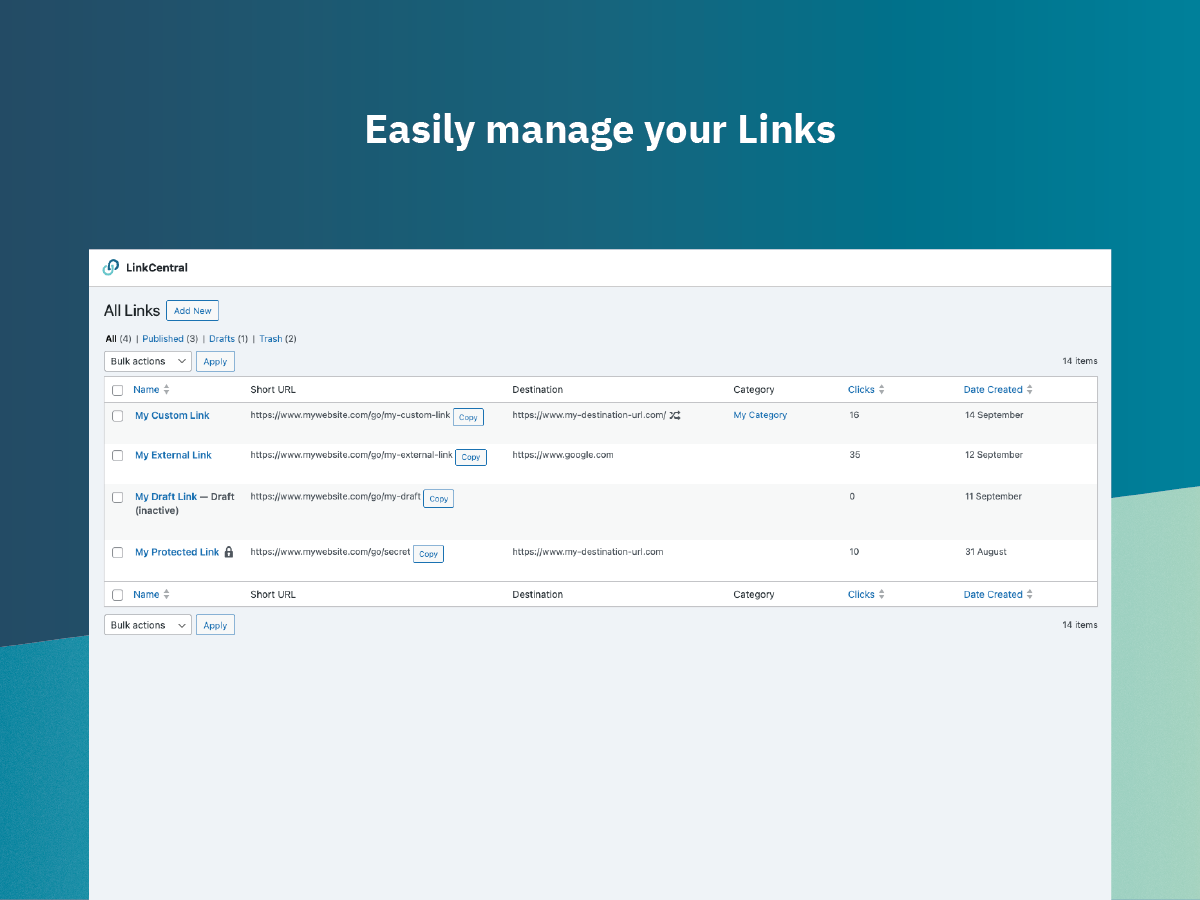 Easily manage your Links
LinkCentral
All Links Add New
All (4) | Published (3) | Drafts (1) | Trash (2)
Bulk actions Apply 14 items
Name Short URL Destination Category Clicks Date Created
My Custom Link https://www.mywebsite.com/go/my-custom-link Copy https://www.my-destination-url.com/ My Category 16 14 September
My External Link https://www.mywebsite.com/go/my-external-link Copy https://www.google.com 35 12 September
My Draft Link — Draft https://www.mywebsite.com/go/my-draft Copy 0 11 September
(inactive)
My Protected Link https://www.mywebsite.com/go/secret Copy https://www.my-destination-url.com 10 31 August
Name Short URL Destination Category Clicks Date Created
Bulk actions Apply 14 items